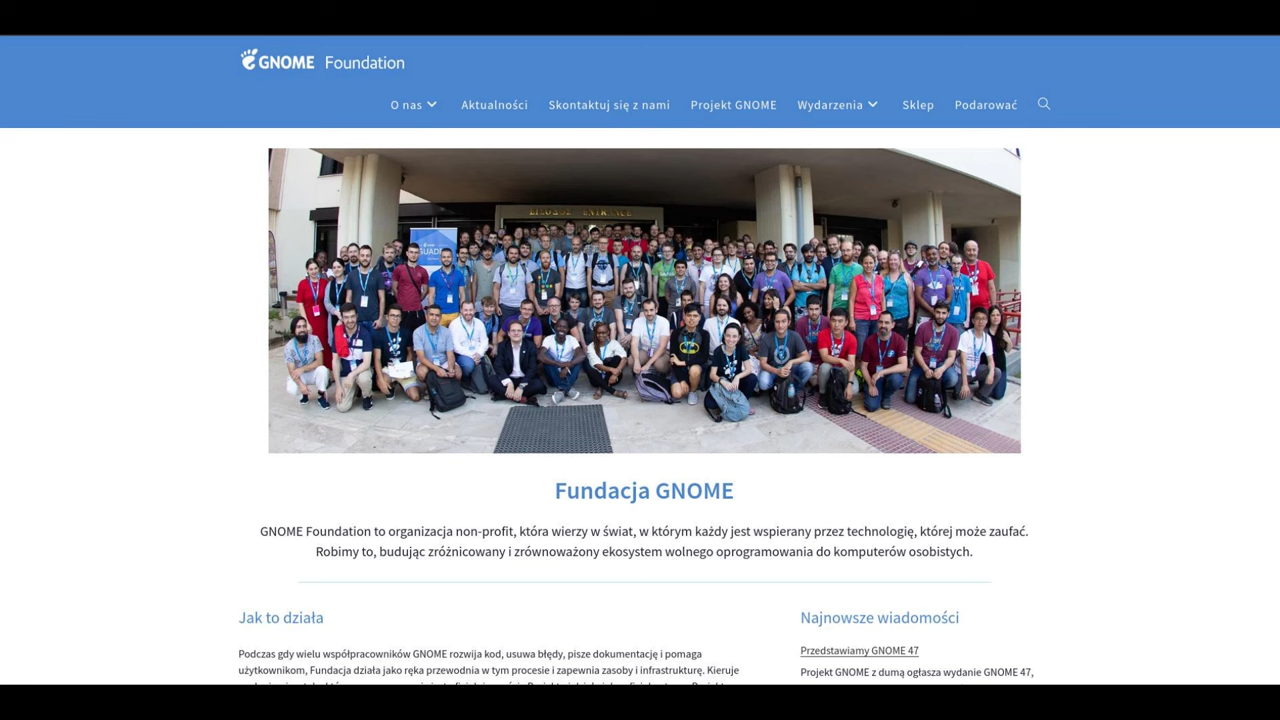 GNOME Foundation
O nas Aktualności Skontaktuj się z nami Projekt GNOME Wydarzenia Sklep Podarować
ΕΙΣΟΔΟΣ - ENTRANCE
GUADEC
Fundacja GNOME
GNOME Foundation to organizacja non-profit, która wierzy w świat, w którym każdy jest wspierany przez technologię, której może zaufać.
Robimy to, budując zróżnicowany i zrównoważony ekosystem wolnego oprogramowania do komputerów osobistych.
Jak to działa
Podczas gdy wielu współpracowników GNOME rozwija kod, usuwa błędy, pisze dokumentację i pomaga
użytkownikom, Fundacja działa jako ręka przewodnia w tym procesie i zapewnia zasoby i infrastrukturę. Kieruje
Najnowsze wiadomości
Przedstawiamy GNOME 47
Projekt GNOME z dumą ogłasza wydanie GNOME 47,